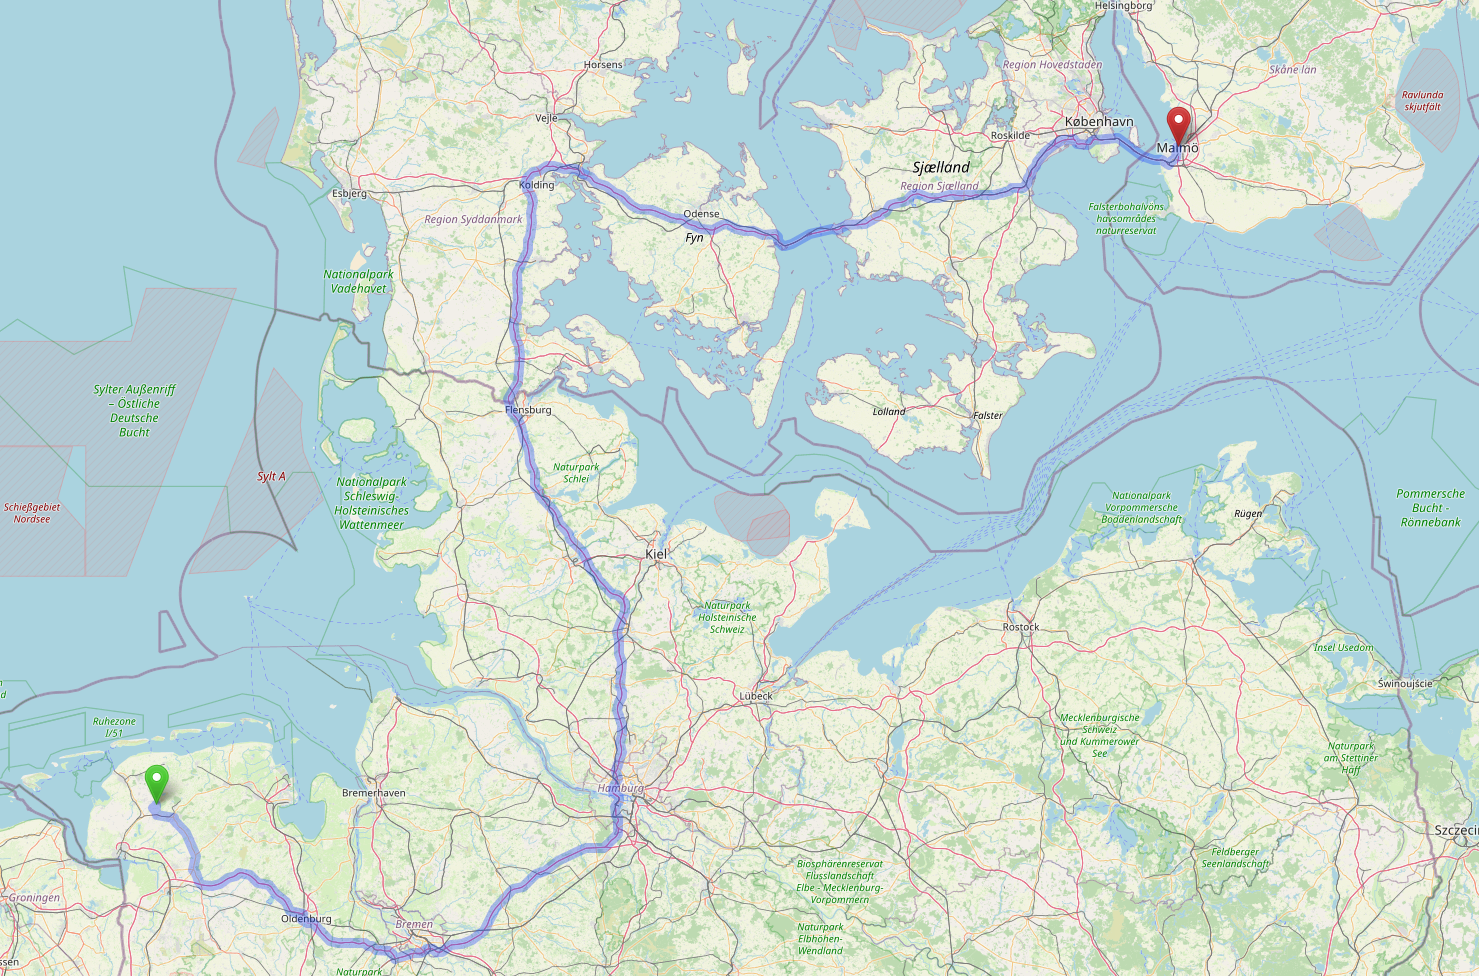 Helsingborg
Horsens
Region Hovedstaden
Skåne län
Ravlunda
skjutfält
Vejle
København
Roskilde
Malmö
Sjælland
Region Sjælland
Kolding
Esbjerg
Region Syddanmark
Odense
Fyn
Falsterbohalvöns
havsområdes
naturreservat
Nationalpark
Vadehavet
Sylter Außenriff
– Östliche
Deutsche
Bucht
Flensburg
Lolland
Falster
Naturpark
Schlei
Sylt A
Nationalpark
Schleswig-
Holsteinisches
Wattenmeer
Schießgebiet
Nordsee
Nationalpark
Vorpommersche
Boddenlandschaft
Rügen
Pommersche
Bucht -
Rönnebank
Kiel
Naturpark
Holsteinische
Schweiz
Rostock
Insel Usedom
Świnoujście
Lübeck
Ruhezone
I/51
Mecklenburgische
Schweiz
und Kummerower
See
Naturpark
am Stettiner
Haff
Bremerhaven
Hamburg
Szczecin
Feldberger
Seenlandschaft
Biosphärenreservat
Flusslandschaft
Elbe - Mecklenburg-
Vorpommern
Groningen
Oldenburg
Bremen
Naturpark
Elbhöhen-
Wendland
ssen
Naturpark